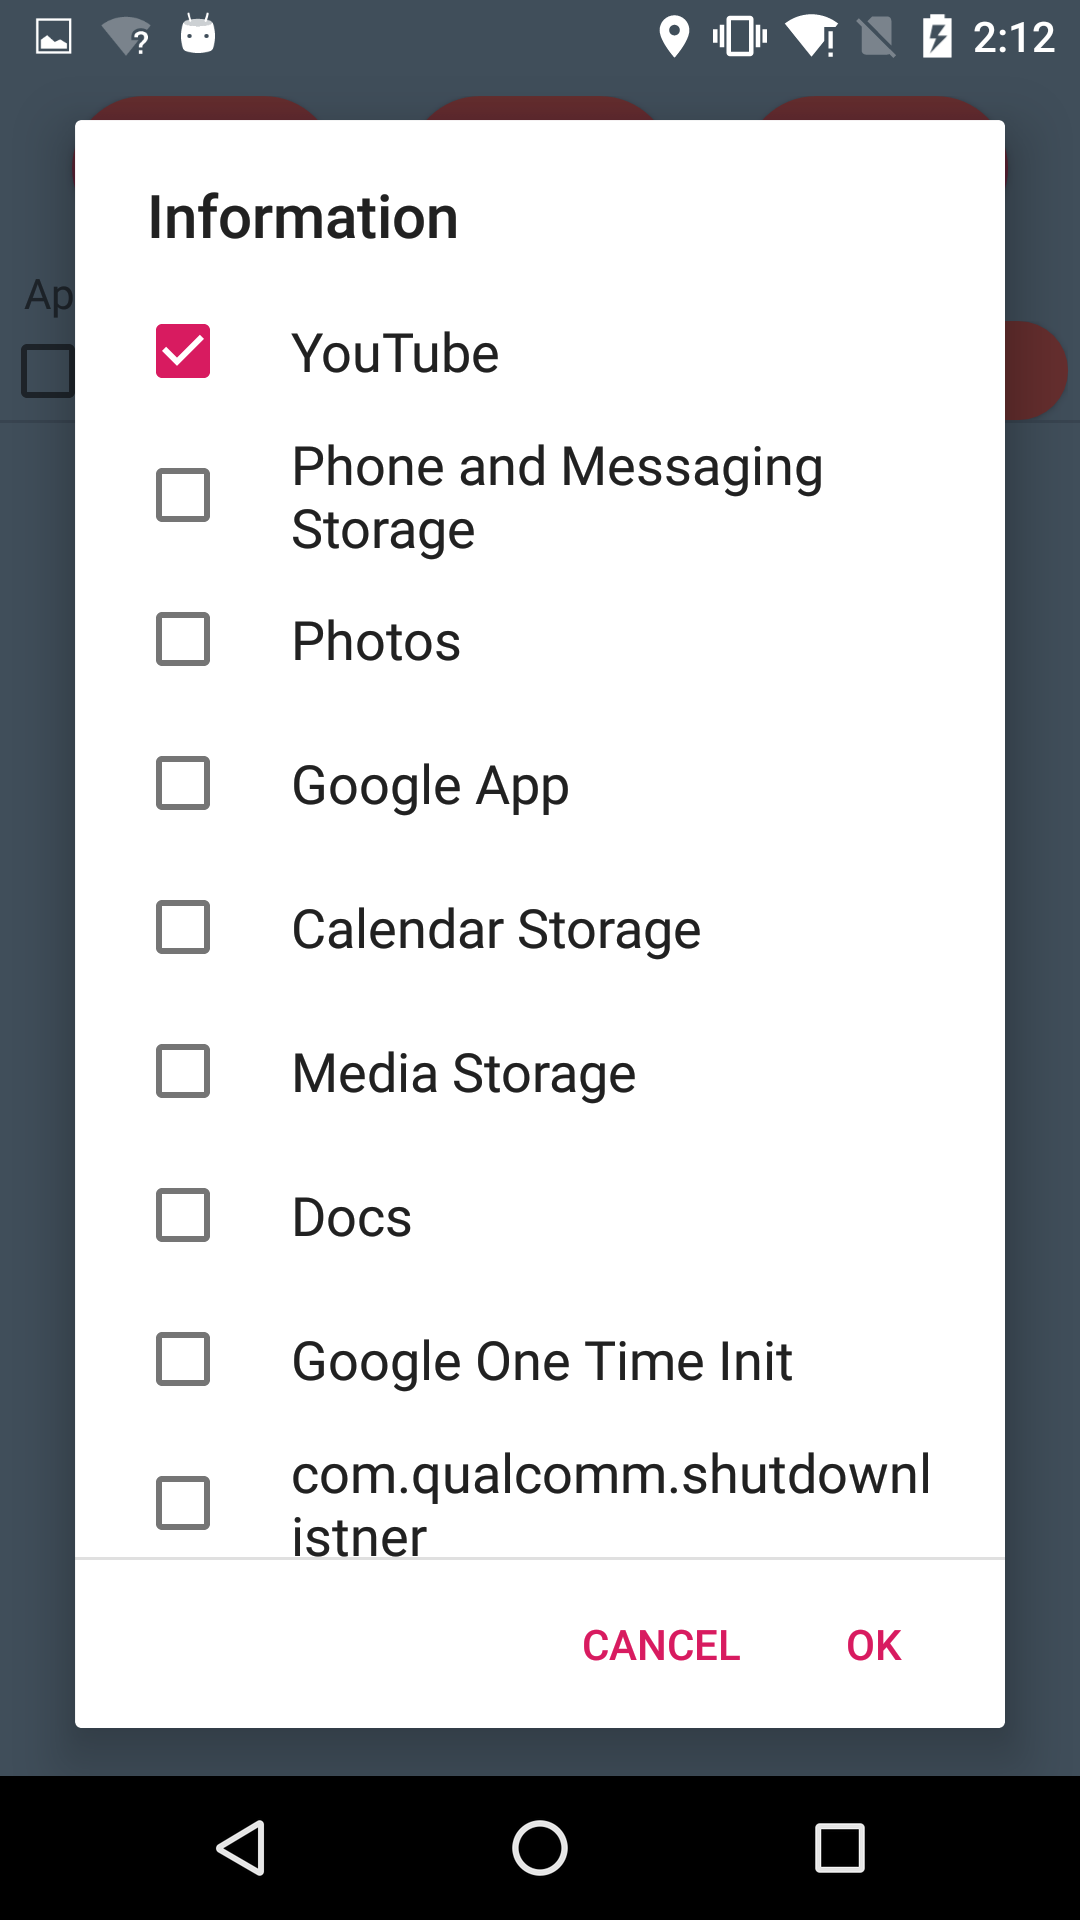 2:12
Information
Ap
YouTube
Phone and Messaging
Storage
Photos
Google App
Calendar Storage
Media Storage
Docs
Google One Time Init
com.qualcomm.shutdownl
istner
CANCEL OK